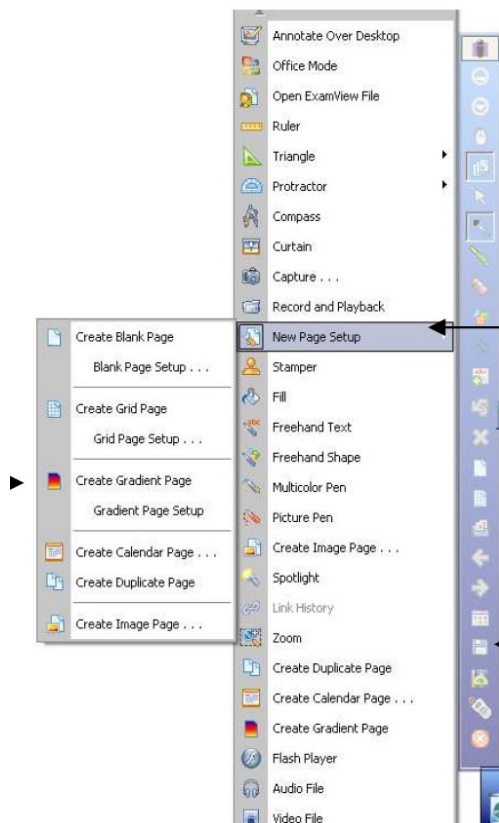 Annotate Over Desktop
Office Mode
Open ExamView File
Ruler
Triangle
Protractor
Compass
Curtain
Capture . . .
Record and Playback
New Page Setup
Stamper
Fill
Freehand Text
Freehand Shape
Multicolor Pen
Picture Pen
Create Image Page . . .
Spotlight
Link History
Zoom
Create Duplicate Page
Create Calendar Page . . .
Create Gradient Page
Flash Player
Audio File
Video File
Create Blank Page
Blank Page Setup . . .
Create Grid Page
Grid Page Setup . . .
Create Gradient Page
Gradient Page Setup
Create Calendar Page . . .
Create Duplicate Page
Create Image Page . . .